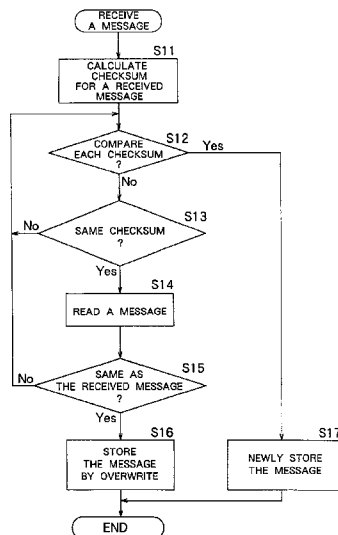 RECEIVE
A MESSAGE
S11
CALCULATE
CHECKSUM
FOR A RECEIVED
MESSAGE
S12
COMPARE
EACH CHECKSUM
?
Yes
No
S13
No
SAME CHECKSUM
?
Yes
S14
READ A MESSAGE
S15
No
SAME AS
THE RECEIVED MESSAGE
?
Yes
S16
STORE
THE MESSAGE
BY OVERWRITE
S17
NEWLY STORE
THE MESSAGE
END